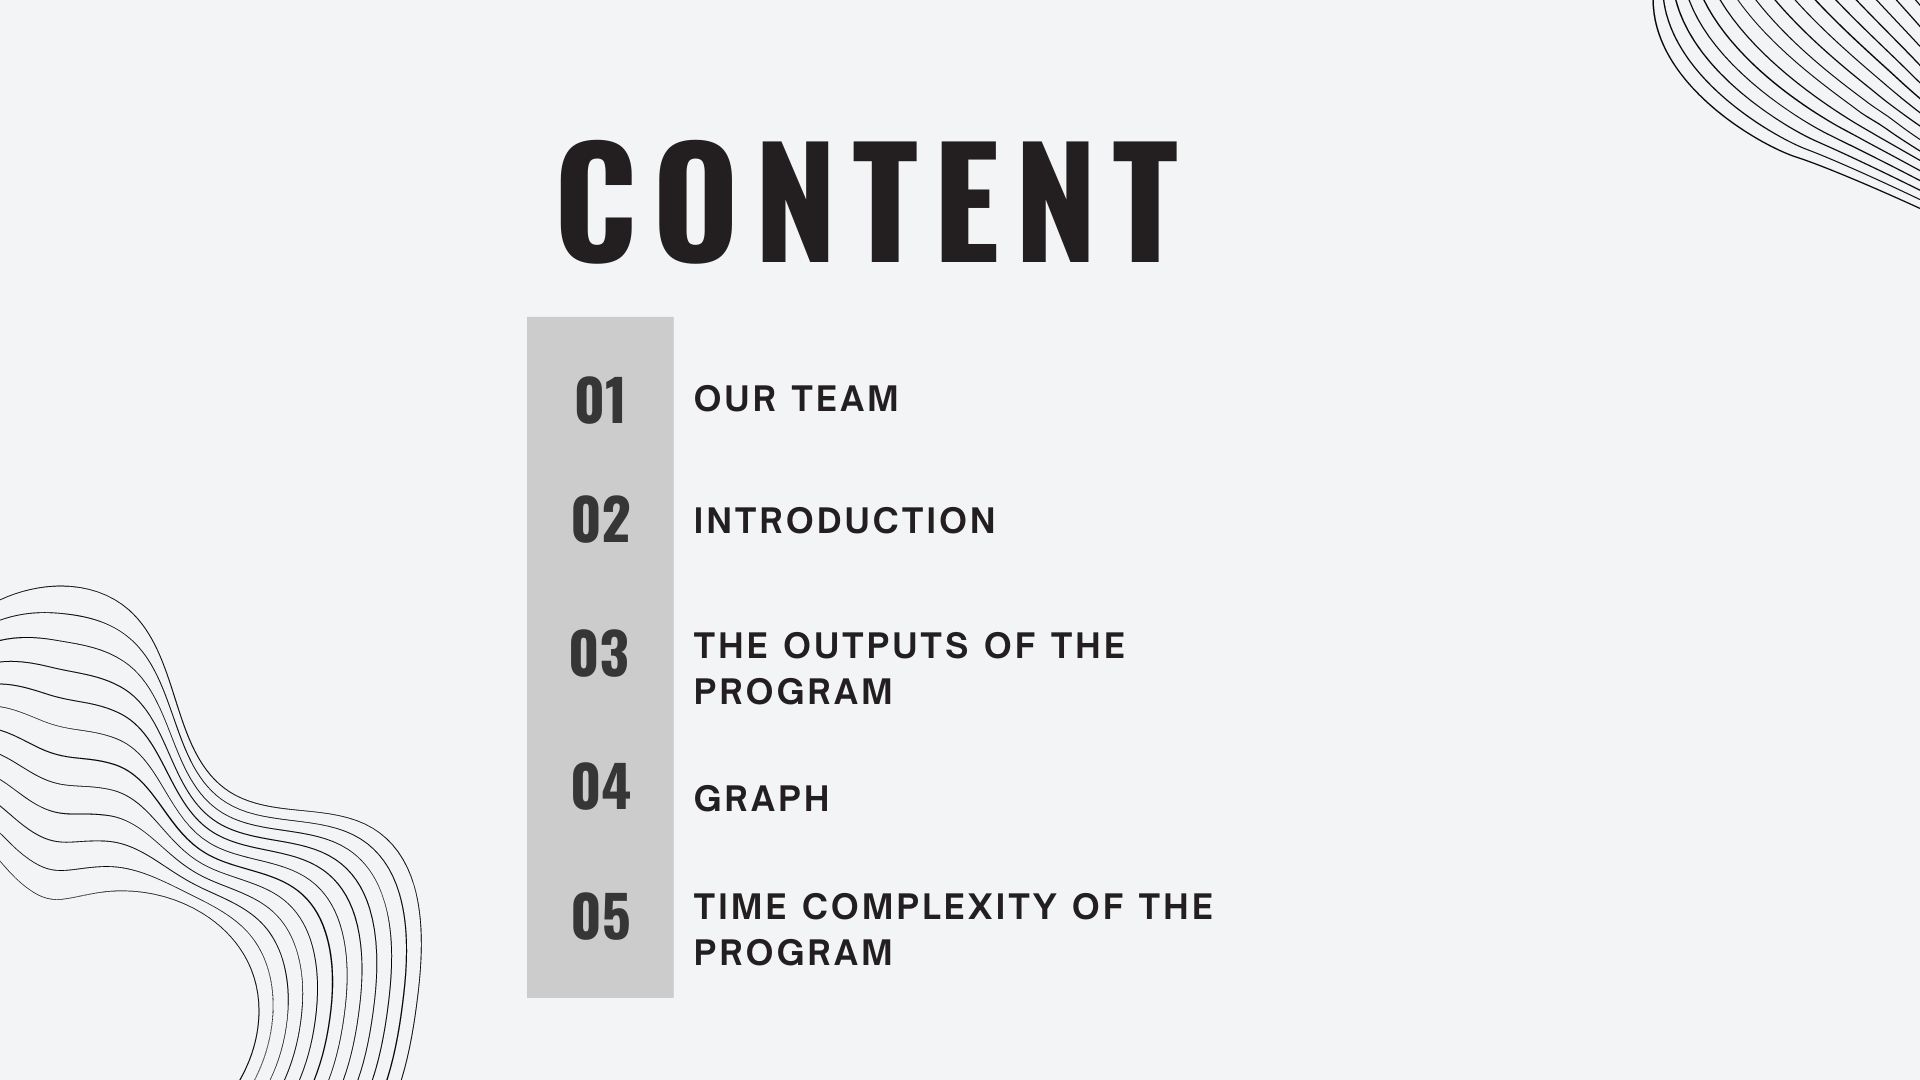 CONTENT
01 OUR TEAM
02 INTRODUCTION
03 THE OUTPUTS OF THE
PROGRAM
04 GRAPH
05 TIME COMPLEXITY OF THE
PROGRAM